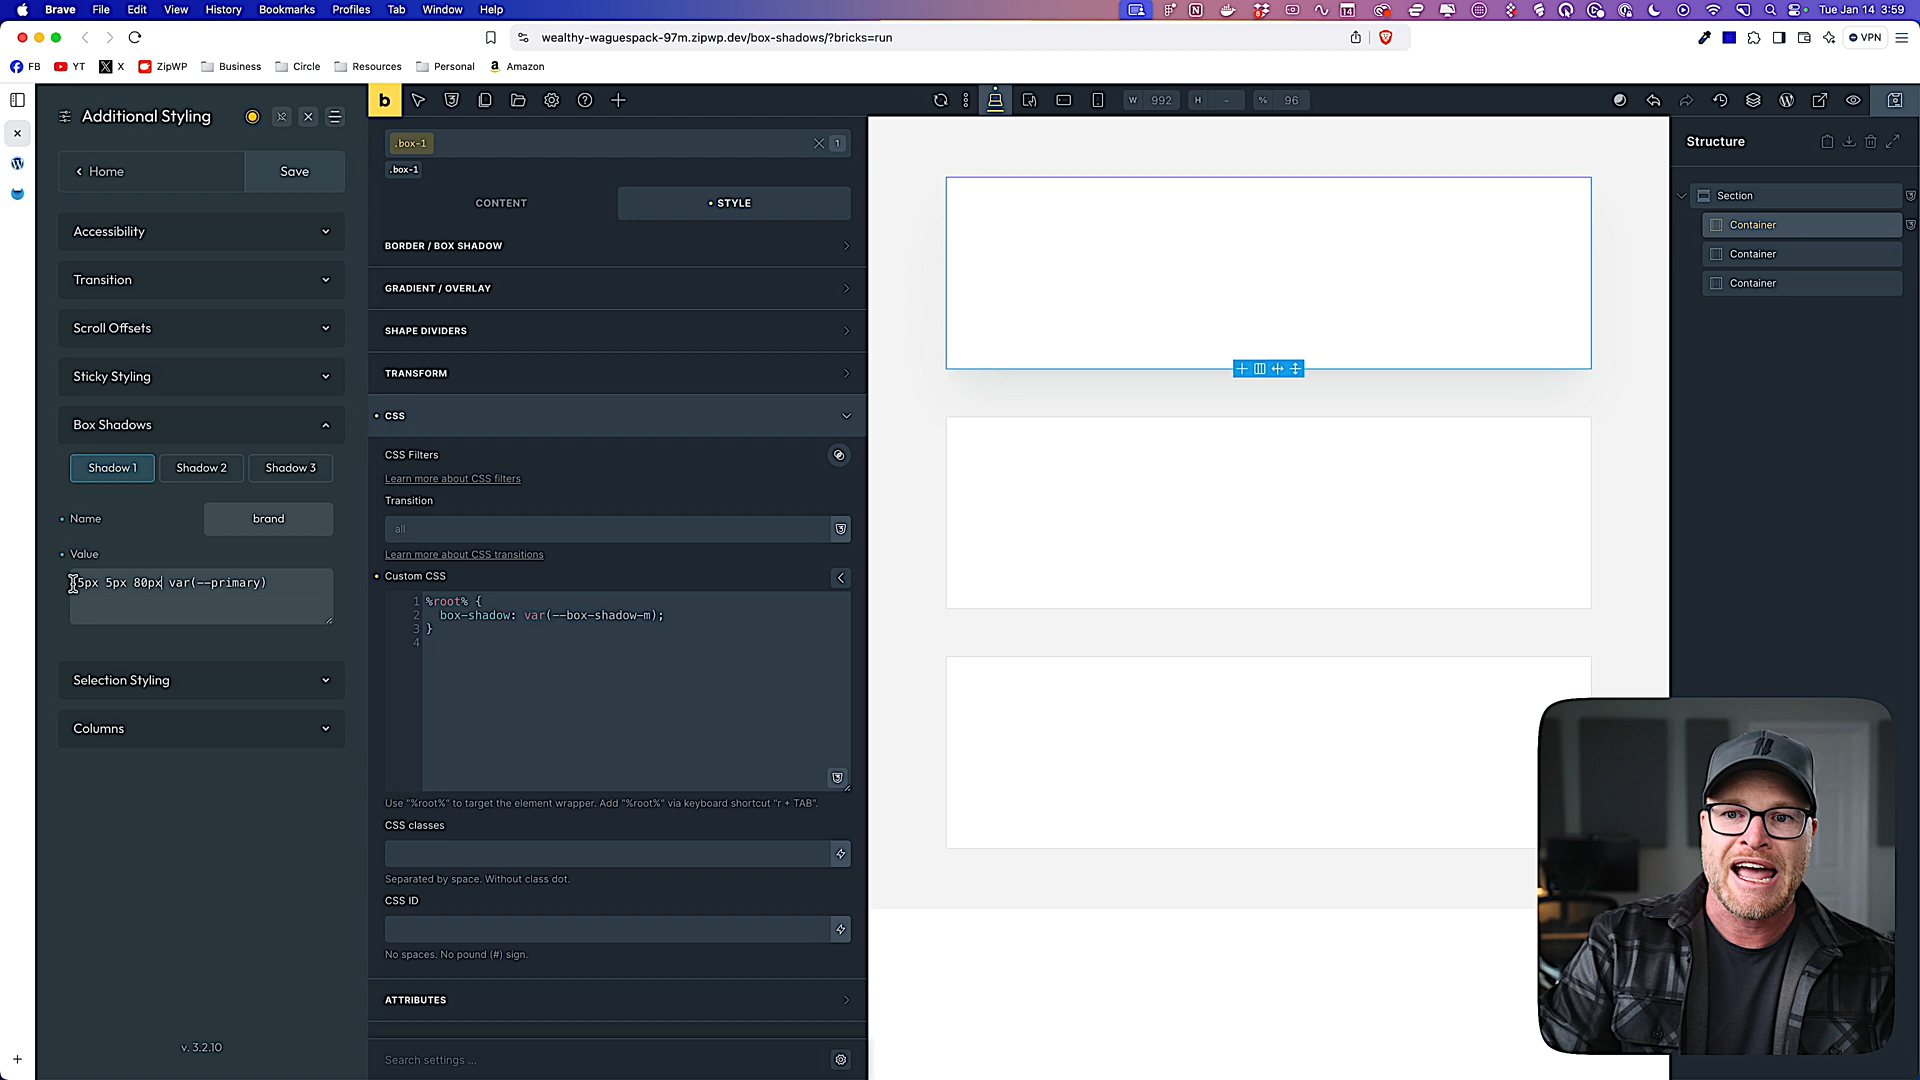 Brave File Edit View History Bookmarks Profiles Tab Window Help
Tue Jan 14 3:59
wealthy-waguespack-97m.zipwp.dev/box-shadows/?bricks=run
VPN
FB YT X ZipWP Business Circle Resources Personal Amazon
Additional Styling
Home
Save
Accessibility
Transition
Scroll Offsets
Sticky Styling
Box Shadows
Shadow 1 Shadow 2 Shadow 3
Name
brand
Value
5px 5px 80px var(--primary)
Selection Styling
Columns
v. 3.2.10
b
W 992 H - % 96
.box-1
1
.box-1
CONTENT
STYLE
BORDER / BOX SHADOW
GRADIENT / OVERLAY
SHAPE DIVIDERS
TRANSFORM
CSS
CSS Filters
Learn more about CSS filters
Transition
all
Learn more about CSS transitions
Custom CSS
1 %root% {
2 box-shadow: var(--box-shadow-m);
3 }
4
Use "%root%" to target the element wrapper. Add "%root%" via keyboard shortcut "r + TAB".
CSS classes
Separated by space. Without class dot.
CSS ID
No spaces. No pound (#) sign.
ATTRIBUTES
Search settings ...
Structure
Section
Container
Container
Container